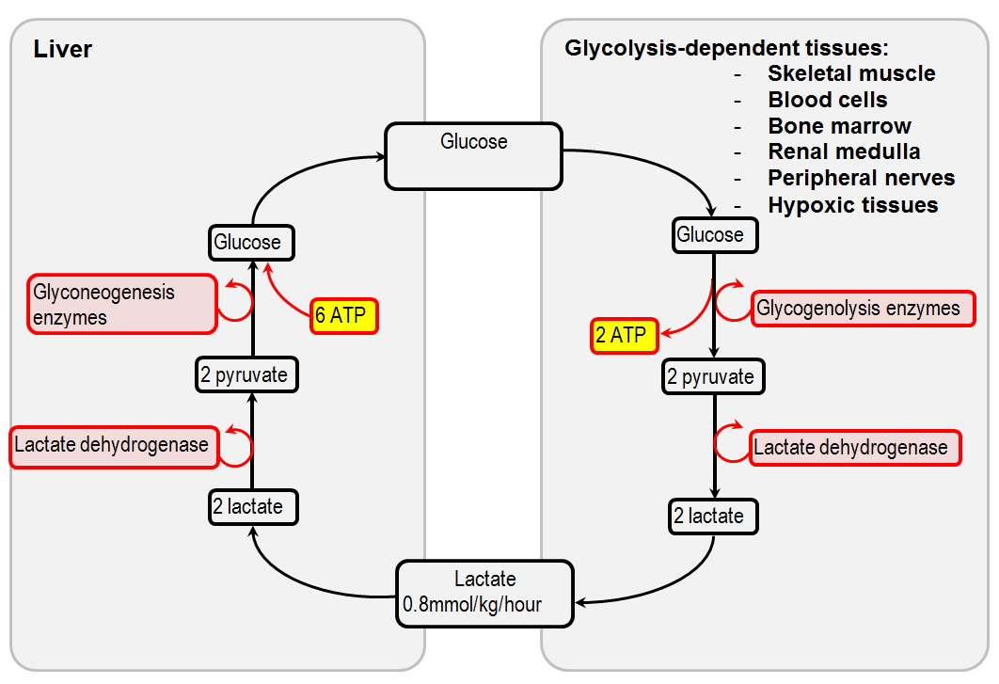 Liver
Glycolysis-dependent tissues:
- Skeletal muscle
- Blood cells
- Bone marrow
- Renal medulla
- Peripheral nerves
- Hypoxic tissues
Glucose
Glucose
Glucose
Glyconeogenesis
enzymes
6 ATP
Glycogenolysis enzymes
2 ATP
2 pyruvate
2 pyruvate
Lactate dehydrogenase
Lactate dehydrogenase
2 lactate
2 lactate
Lactate
0.8mmol/kg/hour